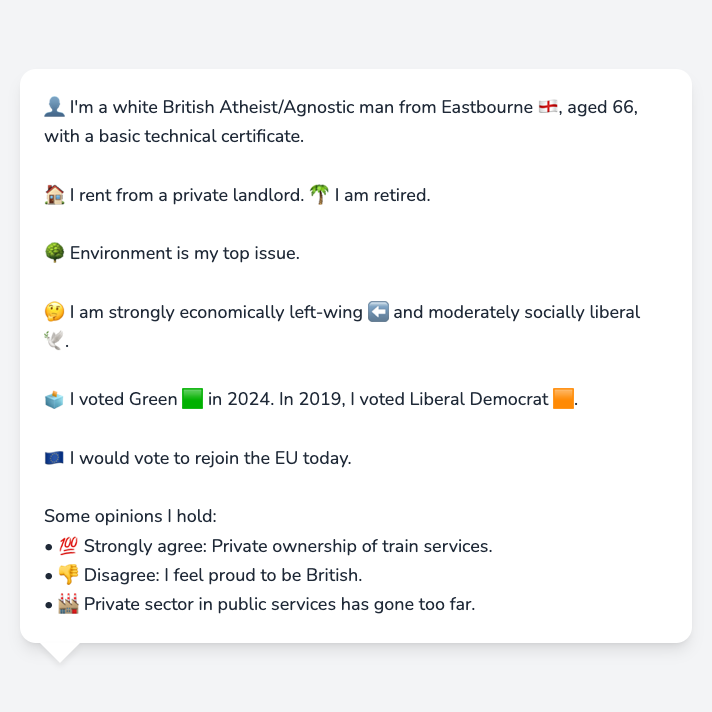 👤 I'm a white British Atheist/Agnostic man from Eastbourne 🏴󠁧󠁢󠁥󠁮󠁧󠁿, aged 66,
with a basic technical certificate.
🏠 I rent from a private landlord. 🌴 I am retired.
🌳 Environment is my top issue.
🤔 I am strongly economically left-wing ⬅️ and moderately socially liberal
🕊️.
🗳️ I voted Green 🟩 in 2024. In 2019, I voted Liberal Democrat 🟧.
🇪🇺 I would vote to rejoin the EU today.
Some opinions I hold:
• 💯 Strongly agree: Private ownership of train services.
• 👎 Disagree: I feel proud to be British.
• 🏭 Private sector in public services has gone too far.